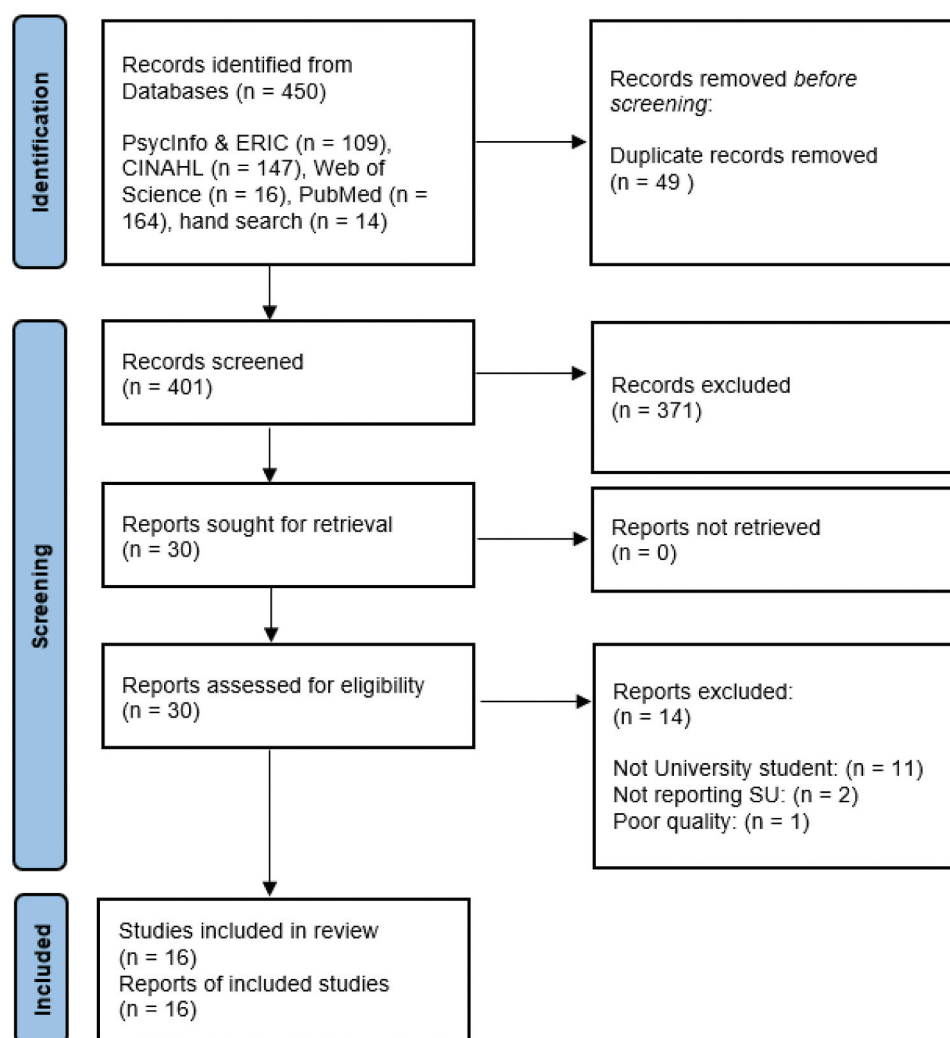 Identification
Records identified from
Databases (n = 450)
PsycInfo & ERIC (n = 109),
CINAHL (n = 147), Web of
Science (n = 16), PubMed (n =
164), hand search (n = 14)
Records removed before
screening:
Duplicate records removed
(n = 49 )
Screening
Records screened
(n = 401)
Records excluded
(n = 371)
Reports sought for retrieval
(n = 30)
Reports not retrieved
(n = 0)
Reports assessed for eligibility
(n = 30)
Reports excluded:
(n = 14)
Not University student: (n = 11)
Not reporting SU: (n = 2)
Poor quality: (n = 1)
Included
Studies included in review
(n = 16)
Reports of included studies
(n = 16)